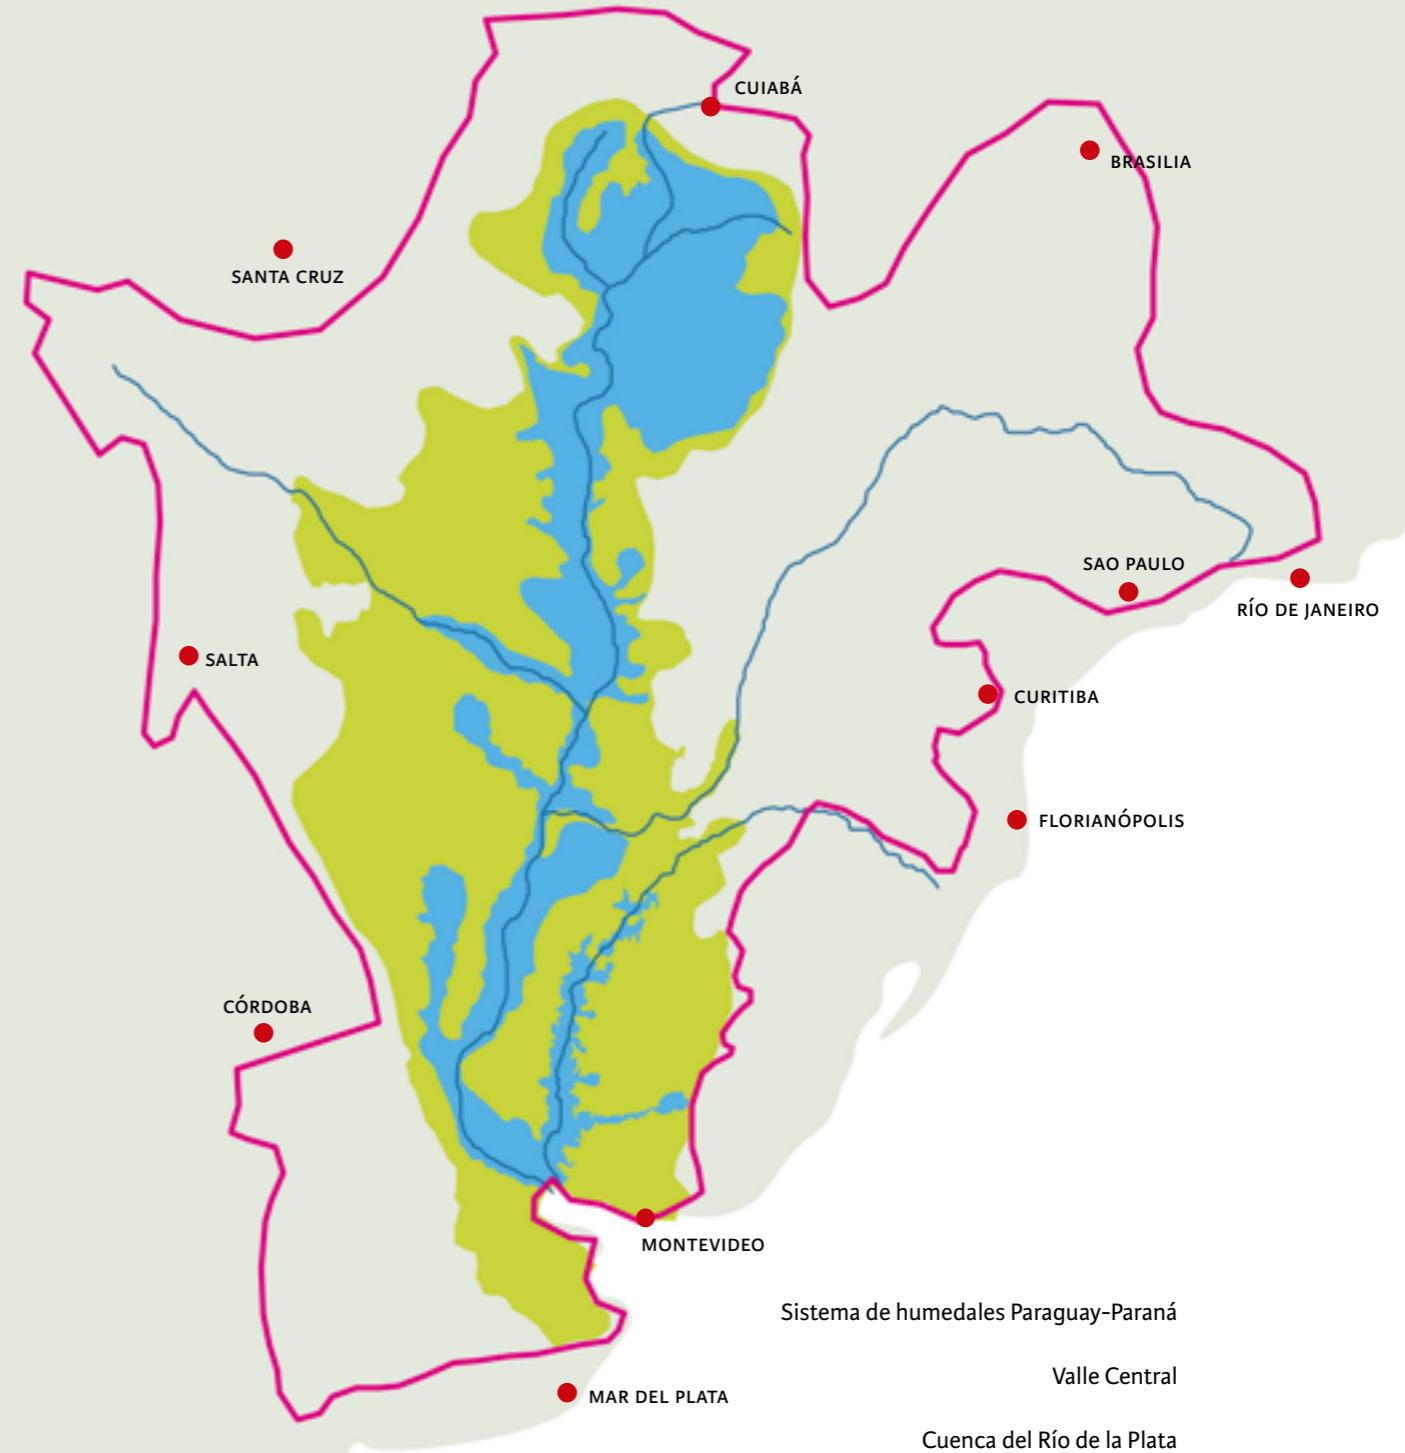 CUIABÁ
BRASILIA
SANTA CRUZ
SAO PAULO
RÍO DE JANEIRO
SALTA
CURITIBA
FLORIANÓPOLIS
CÓRDOBA
MONTEVIDEO
Sistema de humedales Paraguay-Paraná
Valle Central
MAR DEL PLATA
Cuenca del Río de la Plata